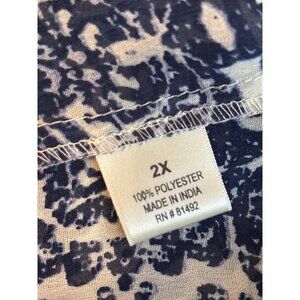 2X
100% POLYESTER
MADE IN INDIA
RN # 81492